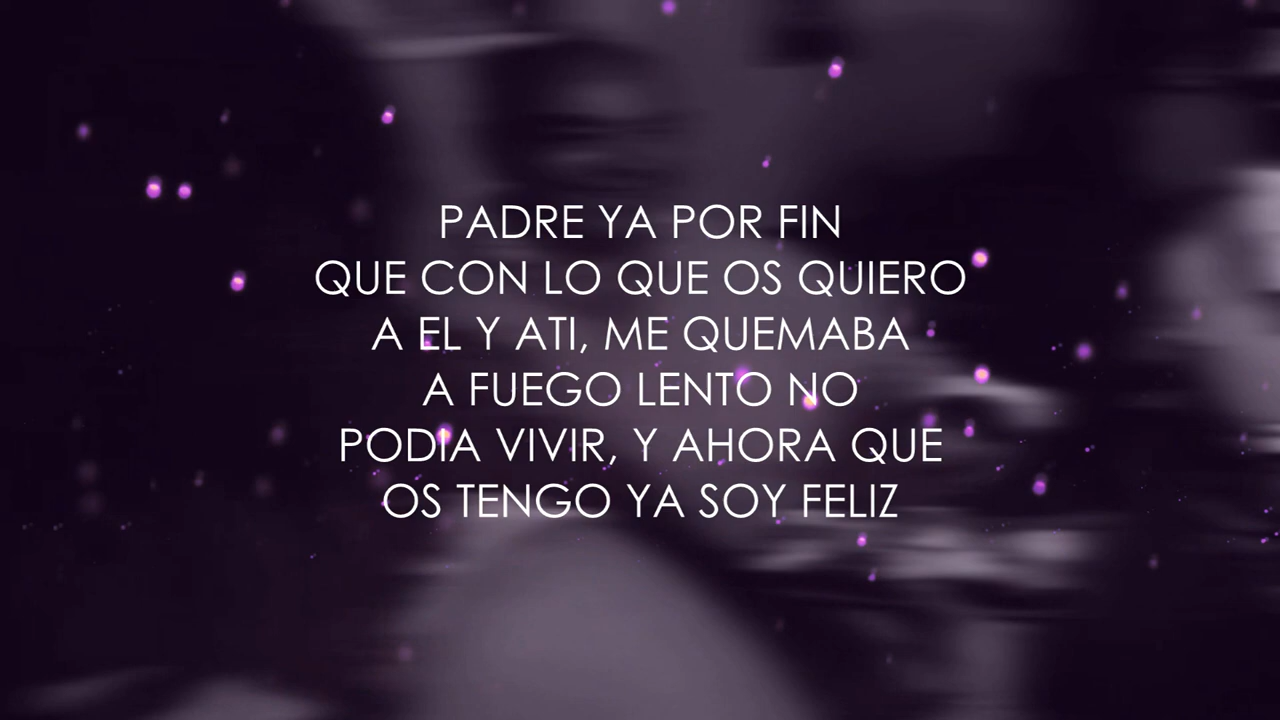 PADRE YA POR FIN
QUE CON LO QUE OS QUIERO
A EL Y ATI, ME QUEMABA
A FUEGO LENTO NO
PODIA VIVIR, Y AHORA QUE
OS TENGO YA SOY FELIZ